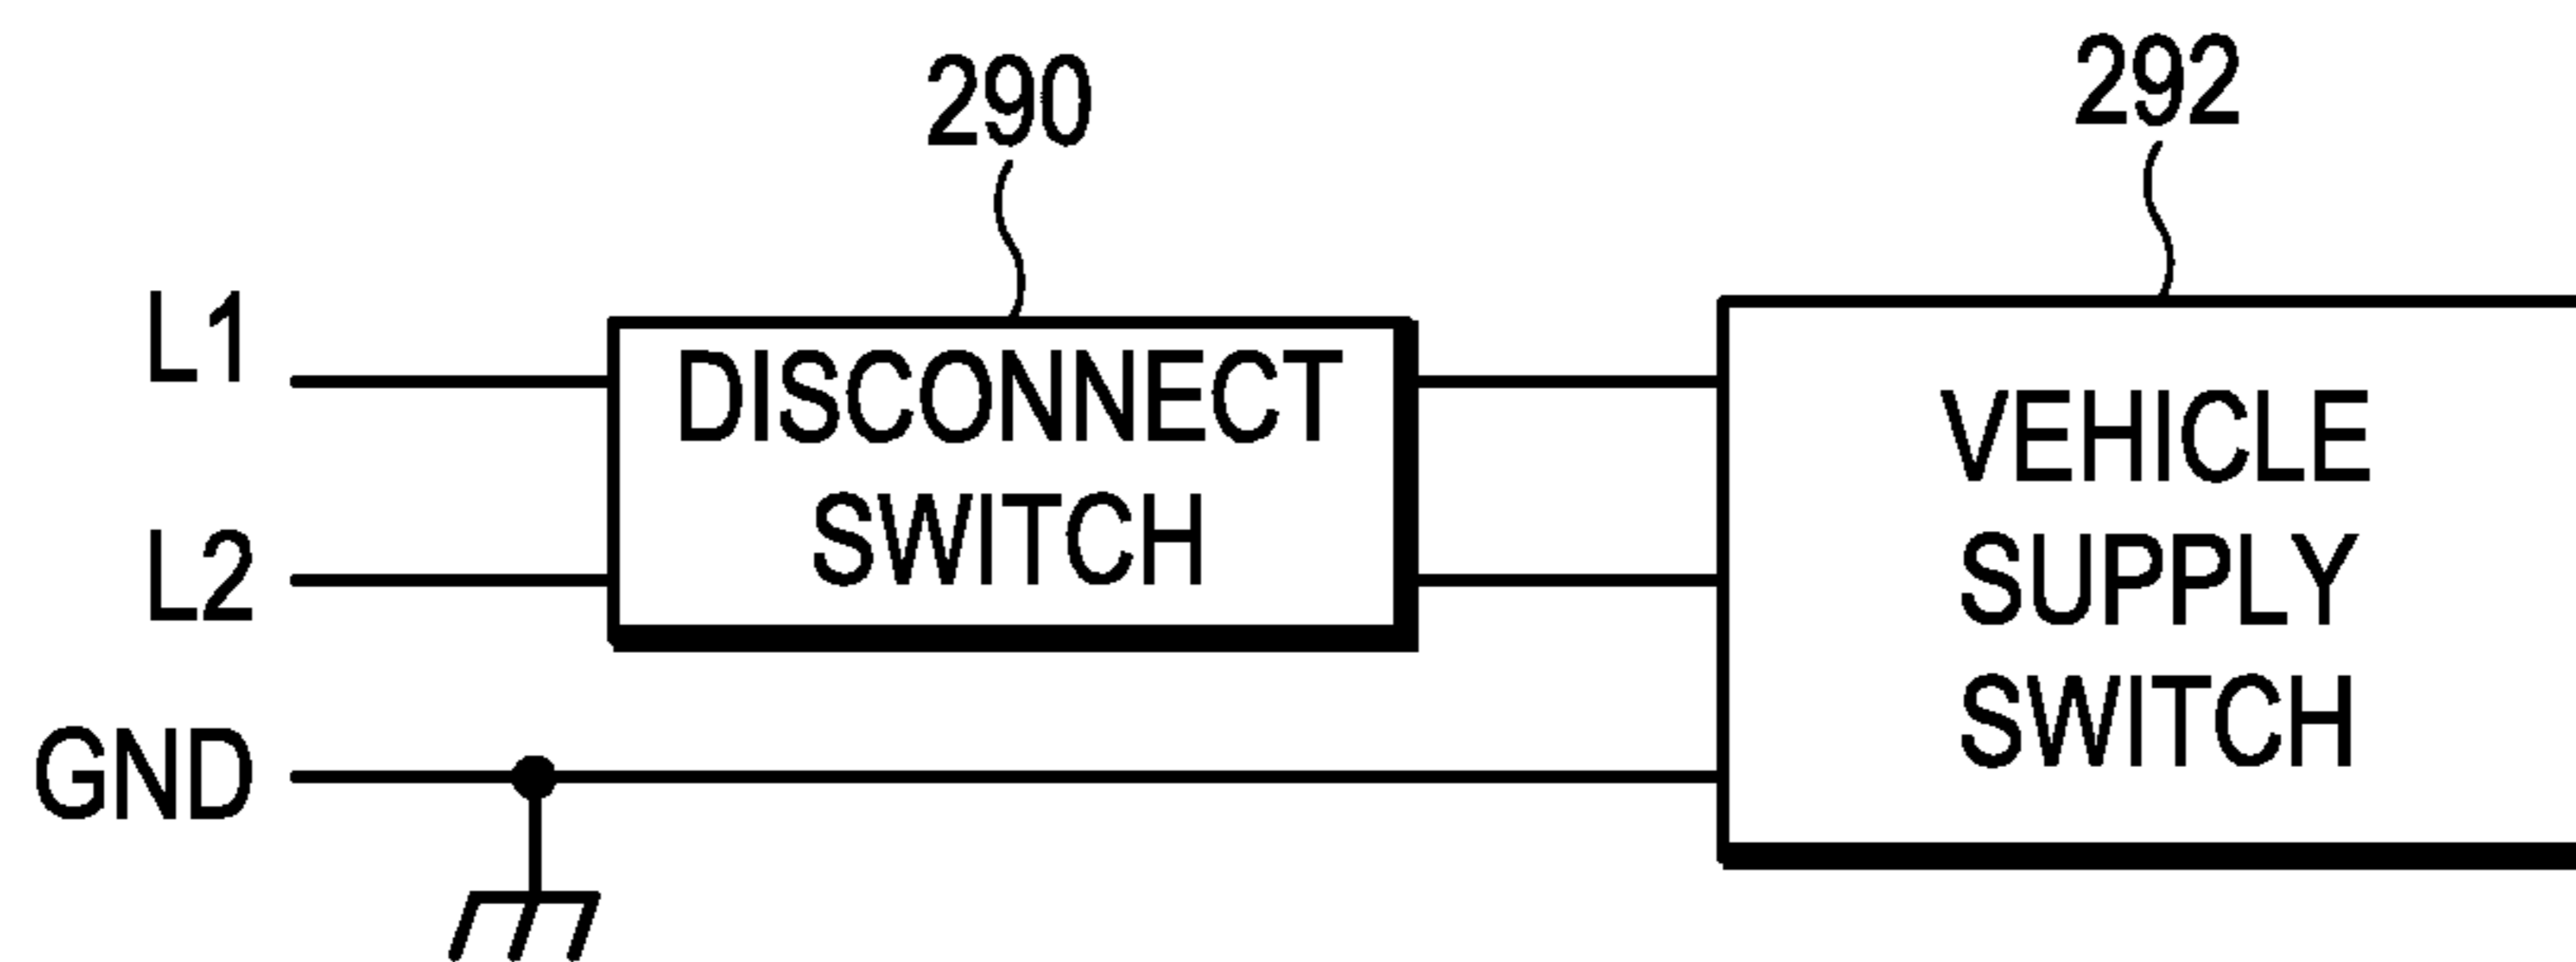 290
292
L1
DISCONNECT
SWITCH
L2
GND
VEHICLE
SUPPLY
SWITCH